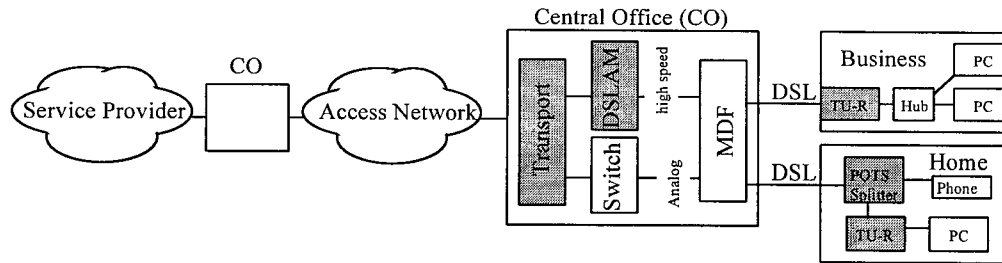 Central Office (CO)
CO
Service Provider
Access Network
Transport
DSLAM
Switch
high speed
Analog
MDF
DSL
DSL
Business
PC
TU-R
Hub
PC
Home
POTS
Splitter
Phone
TU-R
PC